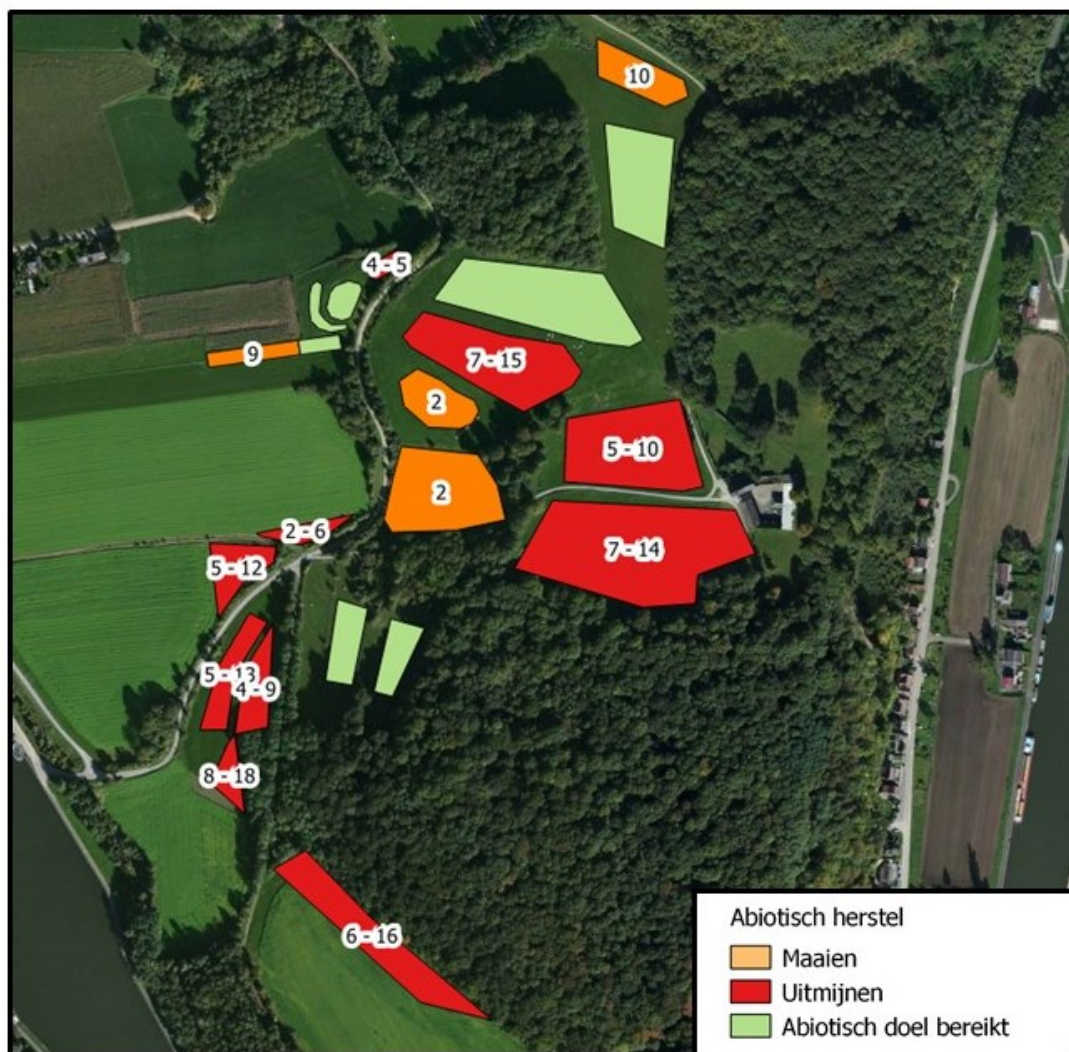 10
4 - 5
9
7 - 15
2
5 - 10
2
2 - 6
7 - 14
5 - 12
5 - 13
4 - 9
8 - 18
6 - 16
Abiotisch herstel
Maaien
Uitmijnen
Abiotisch doel bereikt